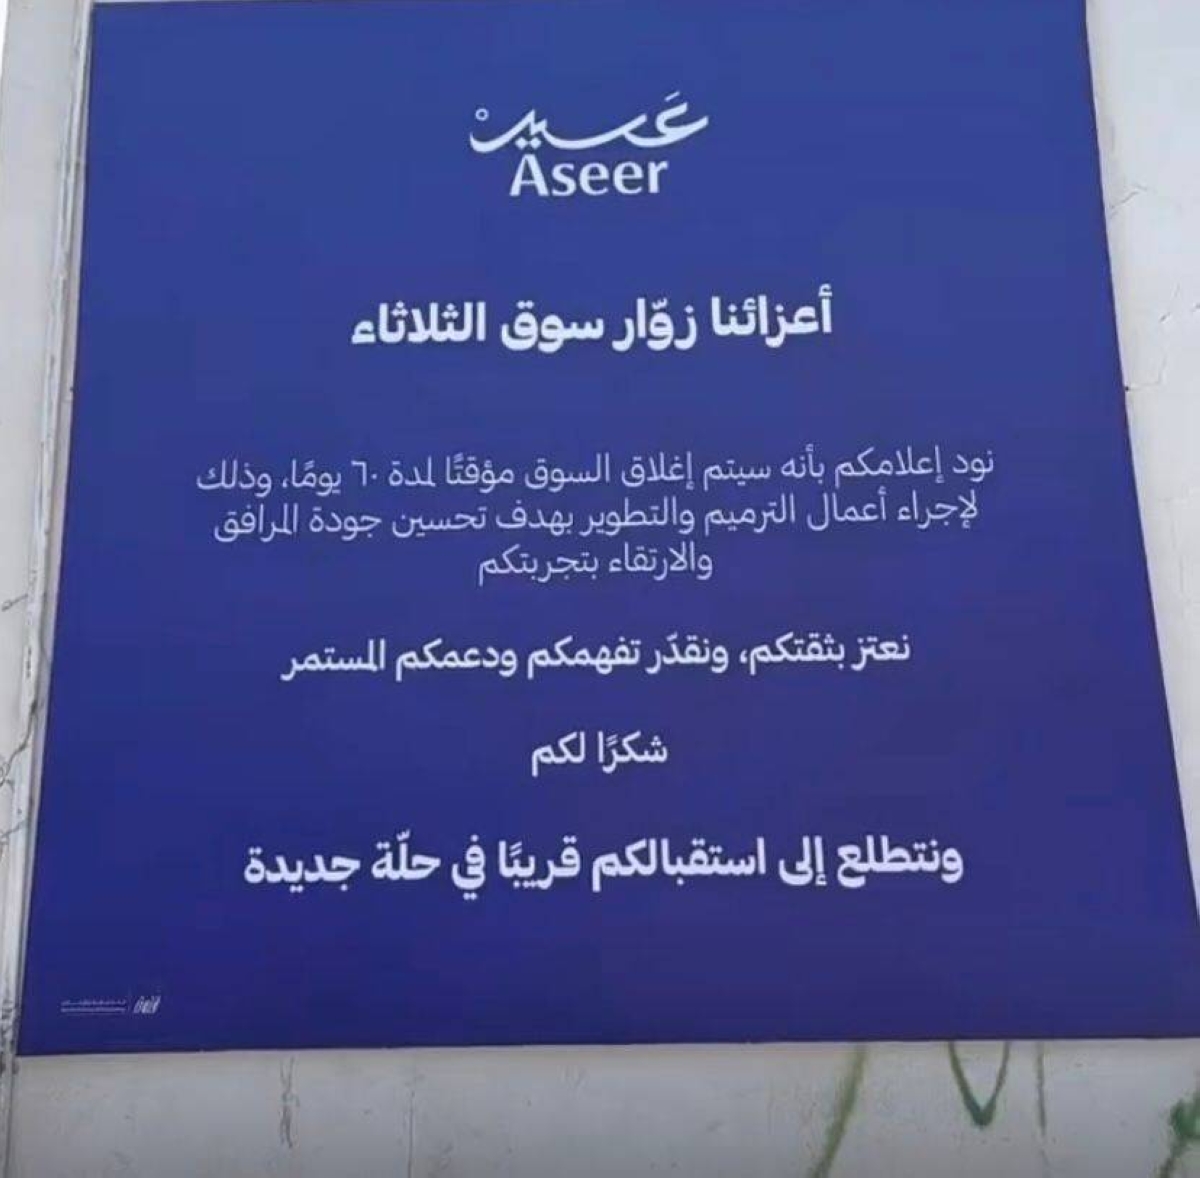 عَسير
Aseer
أعزائنا زوّار سوق الثلاثاء
نود إعلامكم بأنه سيتم إغلاق السوق مؤقتًا لمدة ٦٠ يومًا، وذلك
لإجراء أعمال الترميم والتطوير بهدف تحسين جودة المرافق
والارتقاء بتجربتكم
نعتز بثقتكم، ونقدّر تفهمكم ودعمكم المستمر
شكرًا لكم
ونتطلع إلى استقبالكم قريبًا في حلّة جديدة